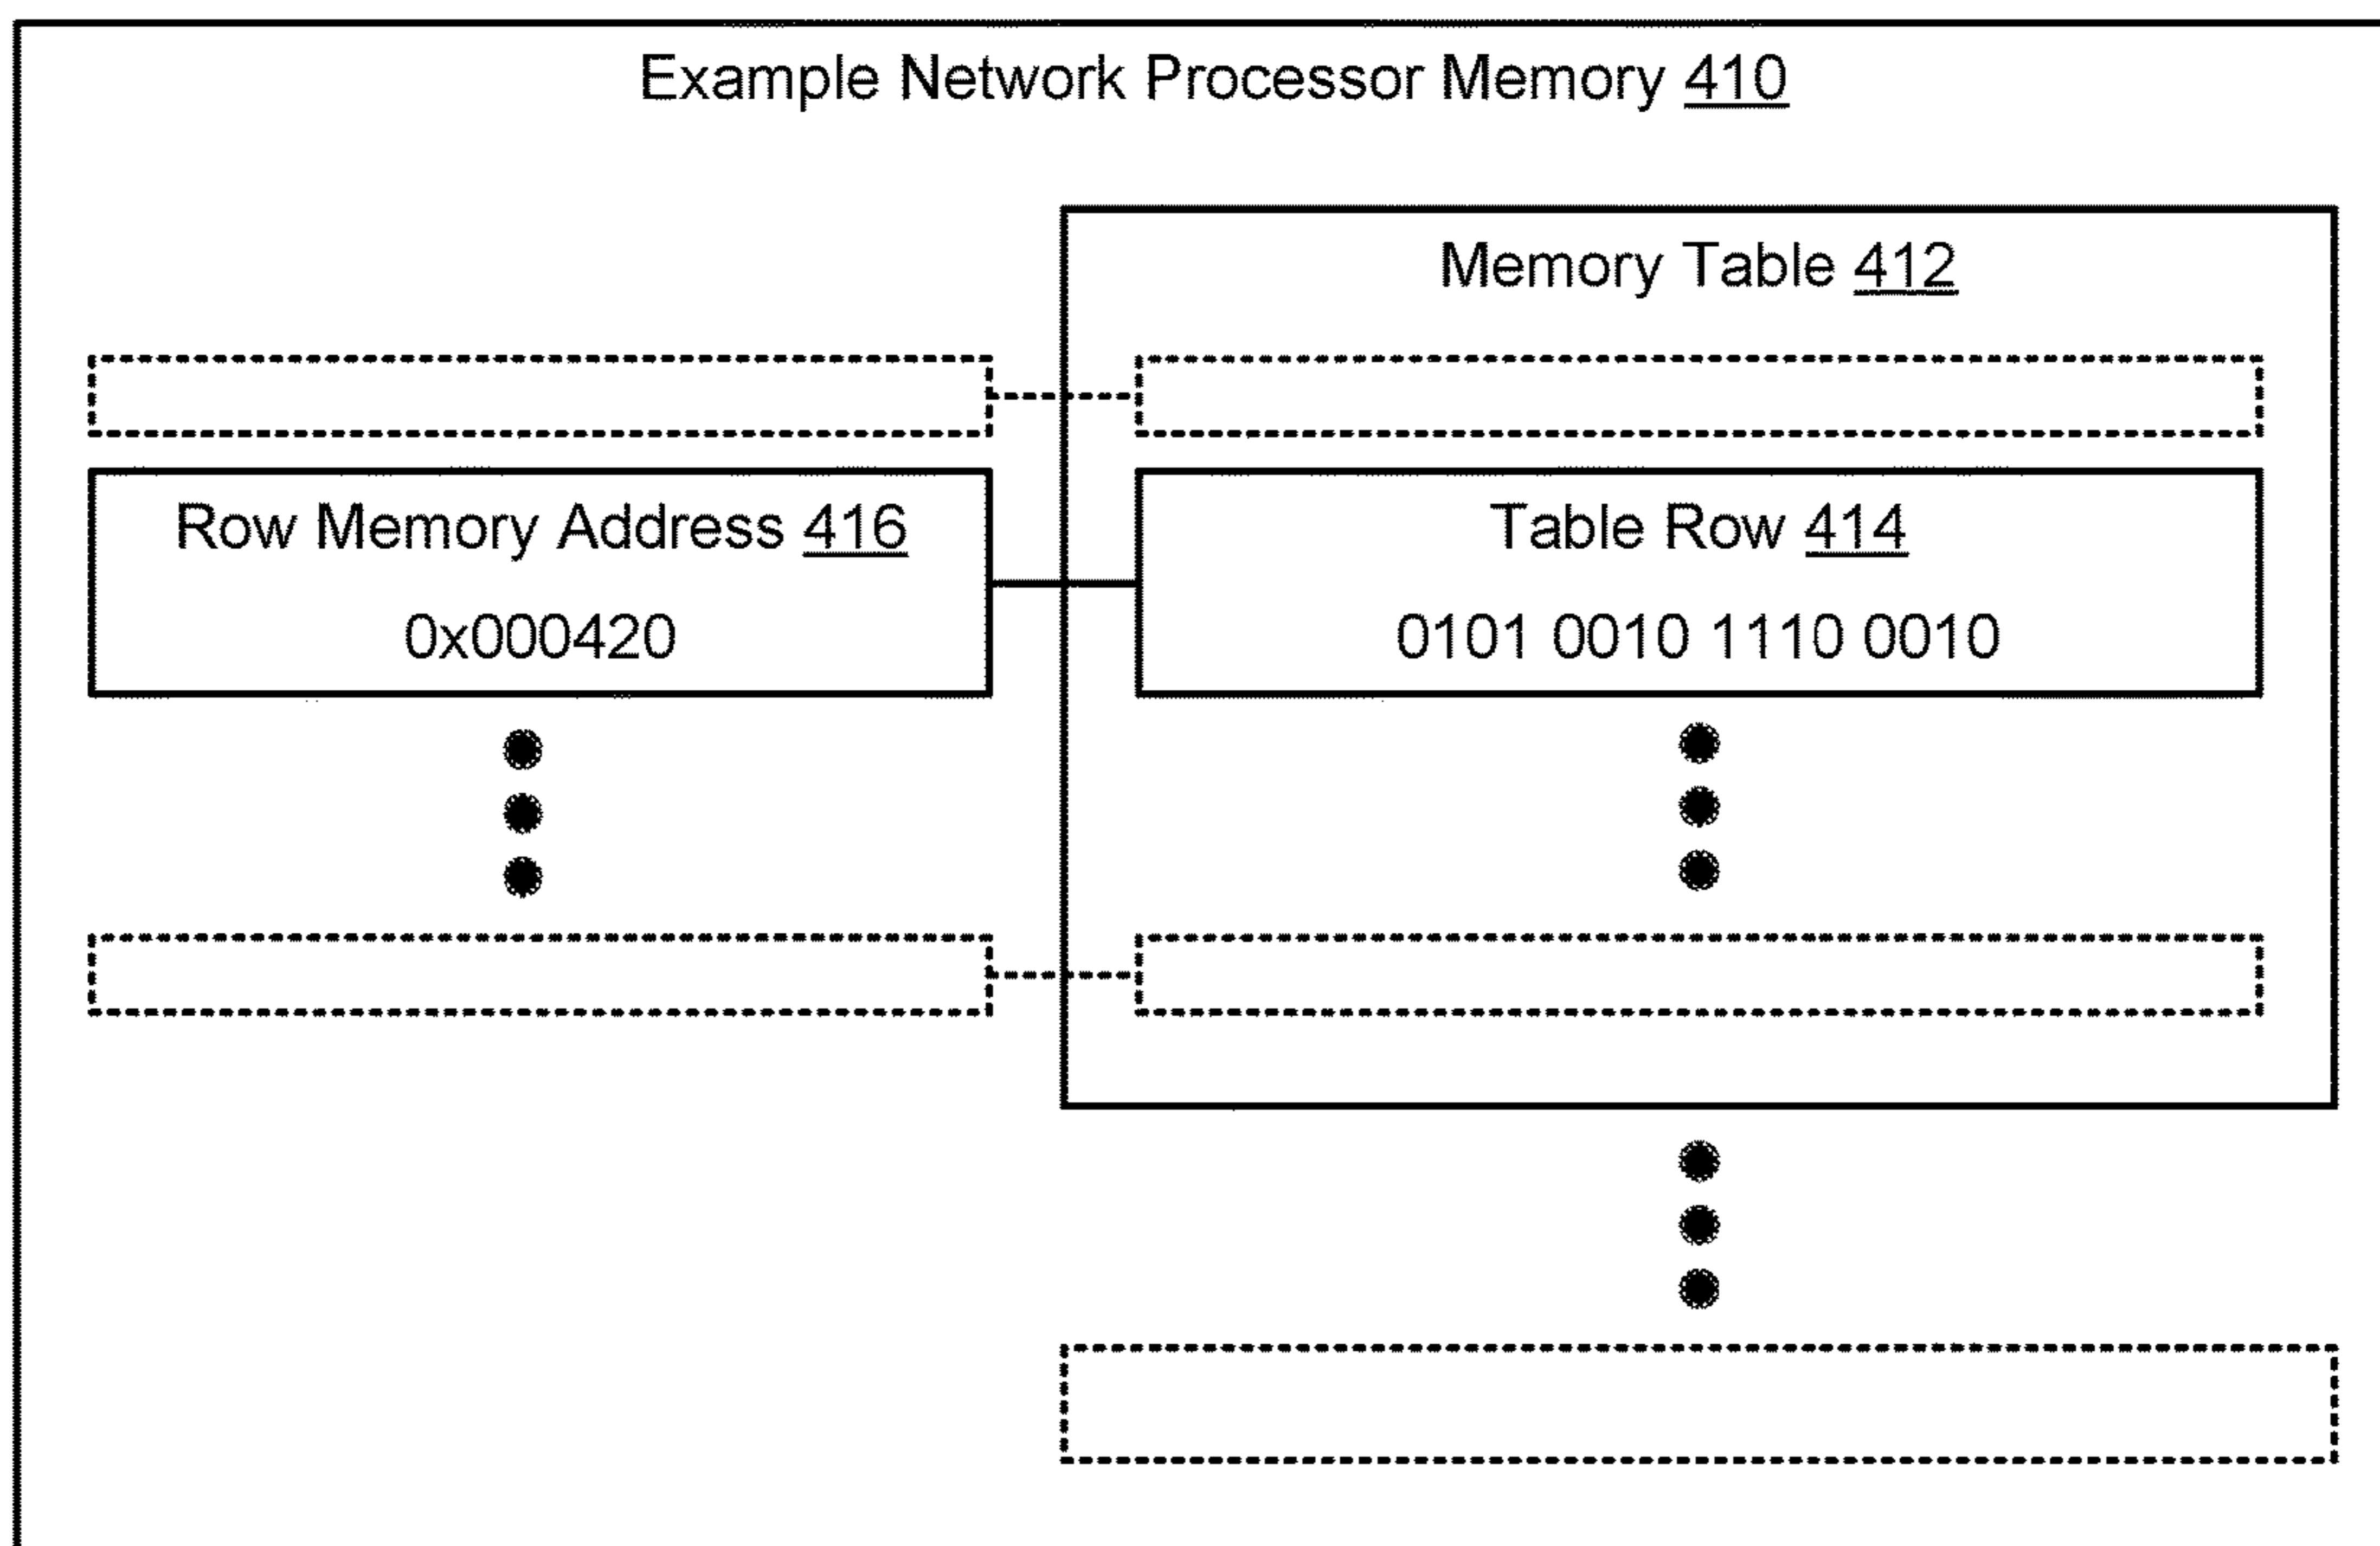 Example Network Processor Memory 410
Memory Table 412
Row Memory Address 416
0x000420
Table Row 414
0101 0010 1110 0010